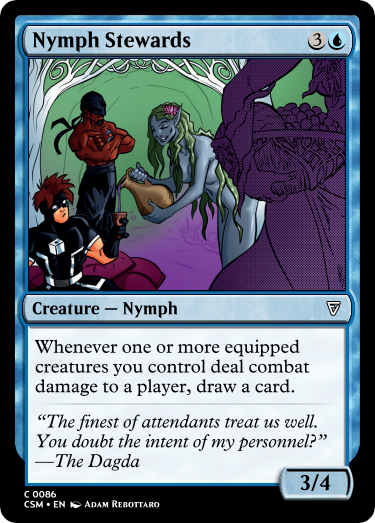 Nymph Stewards 3
Creature — Nymph
Whenever one or more equipped
creatures you control deal combat
damage to a player, draw a card.
“The finest of attendants treat us well.
You doubt the intent of my personnel?”
—The Dagda
3/4
C 0086
CSM • EN Adam Rebottaro